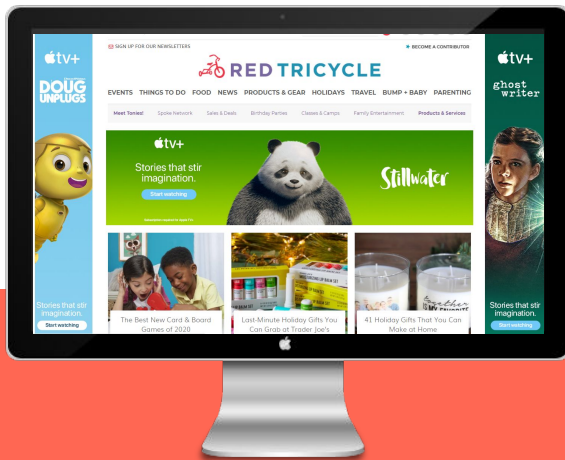 SIGN UP FOR OUR NEWSLETTERS
BECOME A CONTRIBUTOR
RED TRICYCLE
EVENTS THINGS TO DO FOOD NEWS PRODUCTS & GEAR HOLIDAYS TRAVEL BUMP + BABY PARENTING
Meet Tonies! Spoke Network Sales & Deals Birthday Parties Classes & Camps Family Entertainment Products & Services
tv+
DOUG
UNPLUGS
Stories that stir
imagination.
Start watching
tv+
Stories that stir
imagination.
Start watching
Stillwater
tv+
ghost
writer
Stories that stir
imagination.
Start watching
The Best New Card & Board
Games of 2020
Last-Minute Holiday Gifts You
Can Grab at Trader Joe's
together
MY FAVORITE
41 Holiday Gifts That You Can
Make at Home